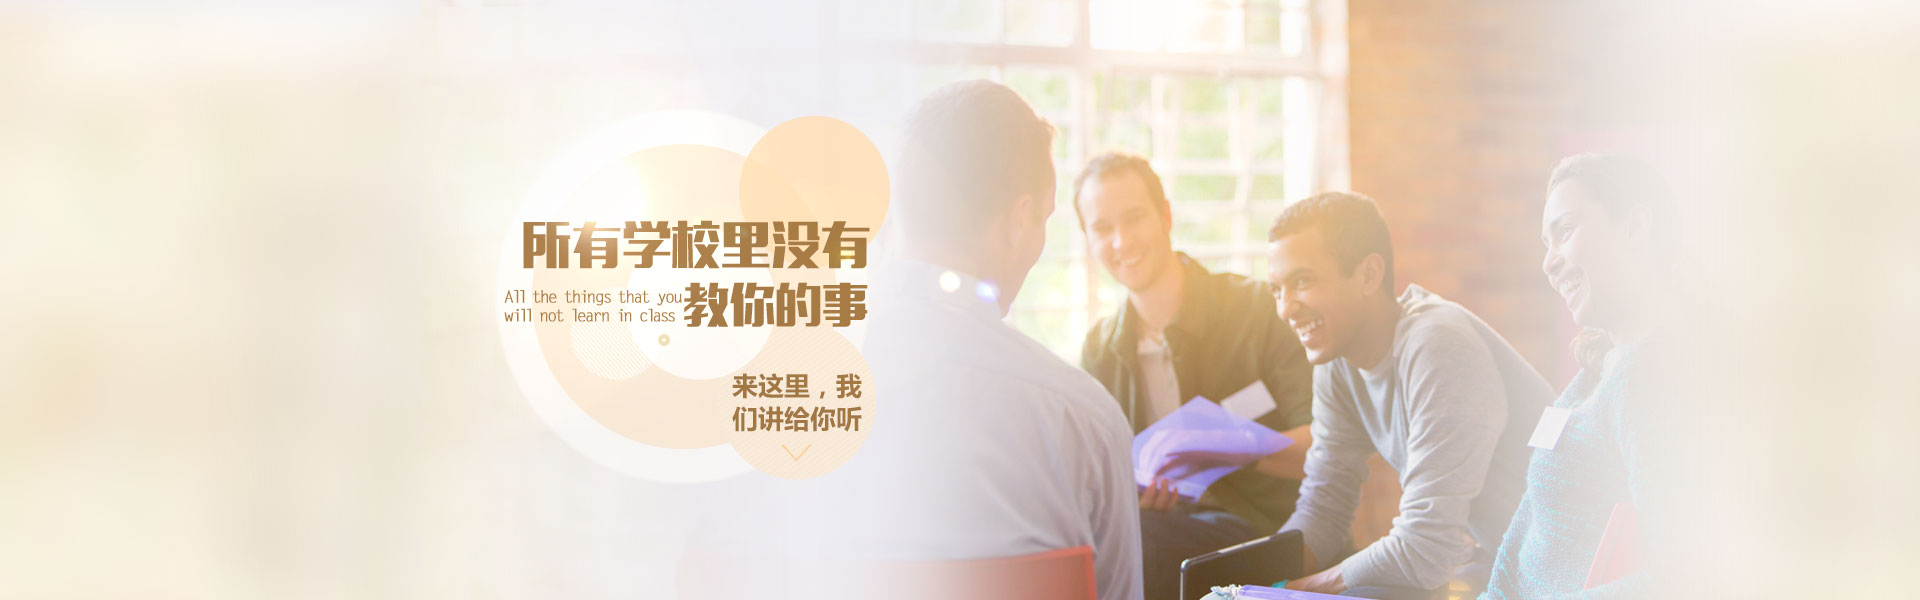 所有学校里没有
All the things that you
will not learn in class
教你的事
来这里，我
们讲给你听